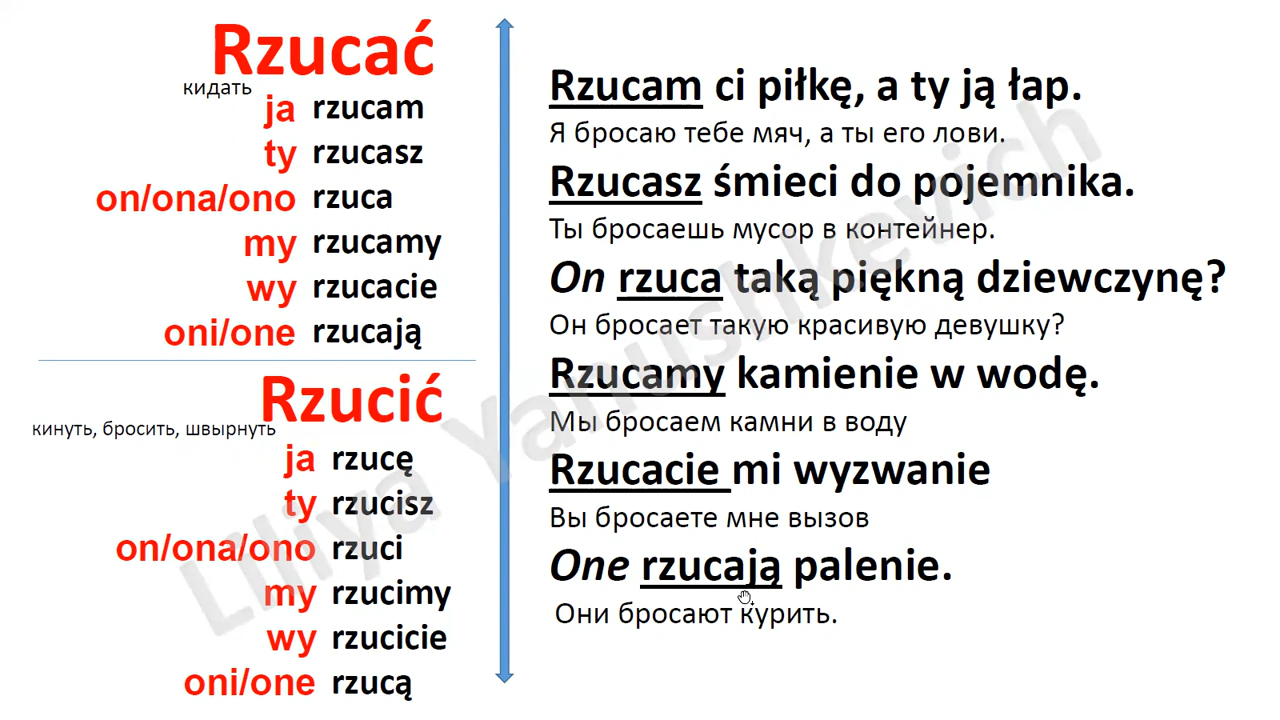 Rzucać
кидать
ja rzucam
ty rzucasz
on/ona/ono rzuca
my rzucamy
wy rzucacie
oni/one rzucają
Rzucić
кинуть, бросить, швырнуть
ja rzucę
ty rzucisz
on/ona/ono rzuci
my rzucimy
wy rzucicie
oni/one rzucą
Rzucam ci piłkę, a ty ją łap.
Я бросаю тебе мяч, а ты его лови.
Rzucasz śmieci do pojemnika.
Ты бросаешь мусор в контейнер.
On rzuca taką piękną dziewczynę?
Он бросает такую красивую девушку?
Rzucamy kamienie w wodę.
Мы бросаем камни в воду
Rzucacie mi wyzwanie
Вы бросаете мне вызов
One rzucają palenie.
Они бросают курить.
Liliya Yanushkevich